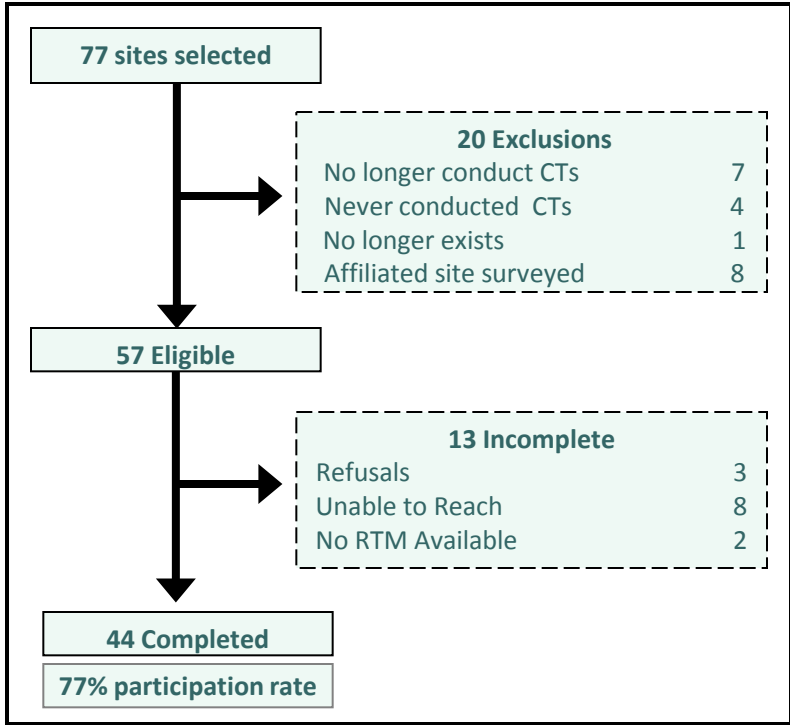 77 sites selected
20 Exclusions
No longer conduct CTs 7
Never conducted CTs 4
No longer exists 1
Affiliated site surveyed 8
57 Eligible
13 Incomplete
Refusals 3
Unable to Reach 8
No RTM Available 2
44 Completed
77% participation rate